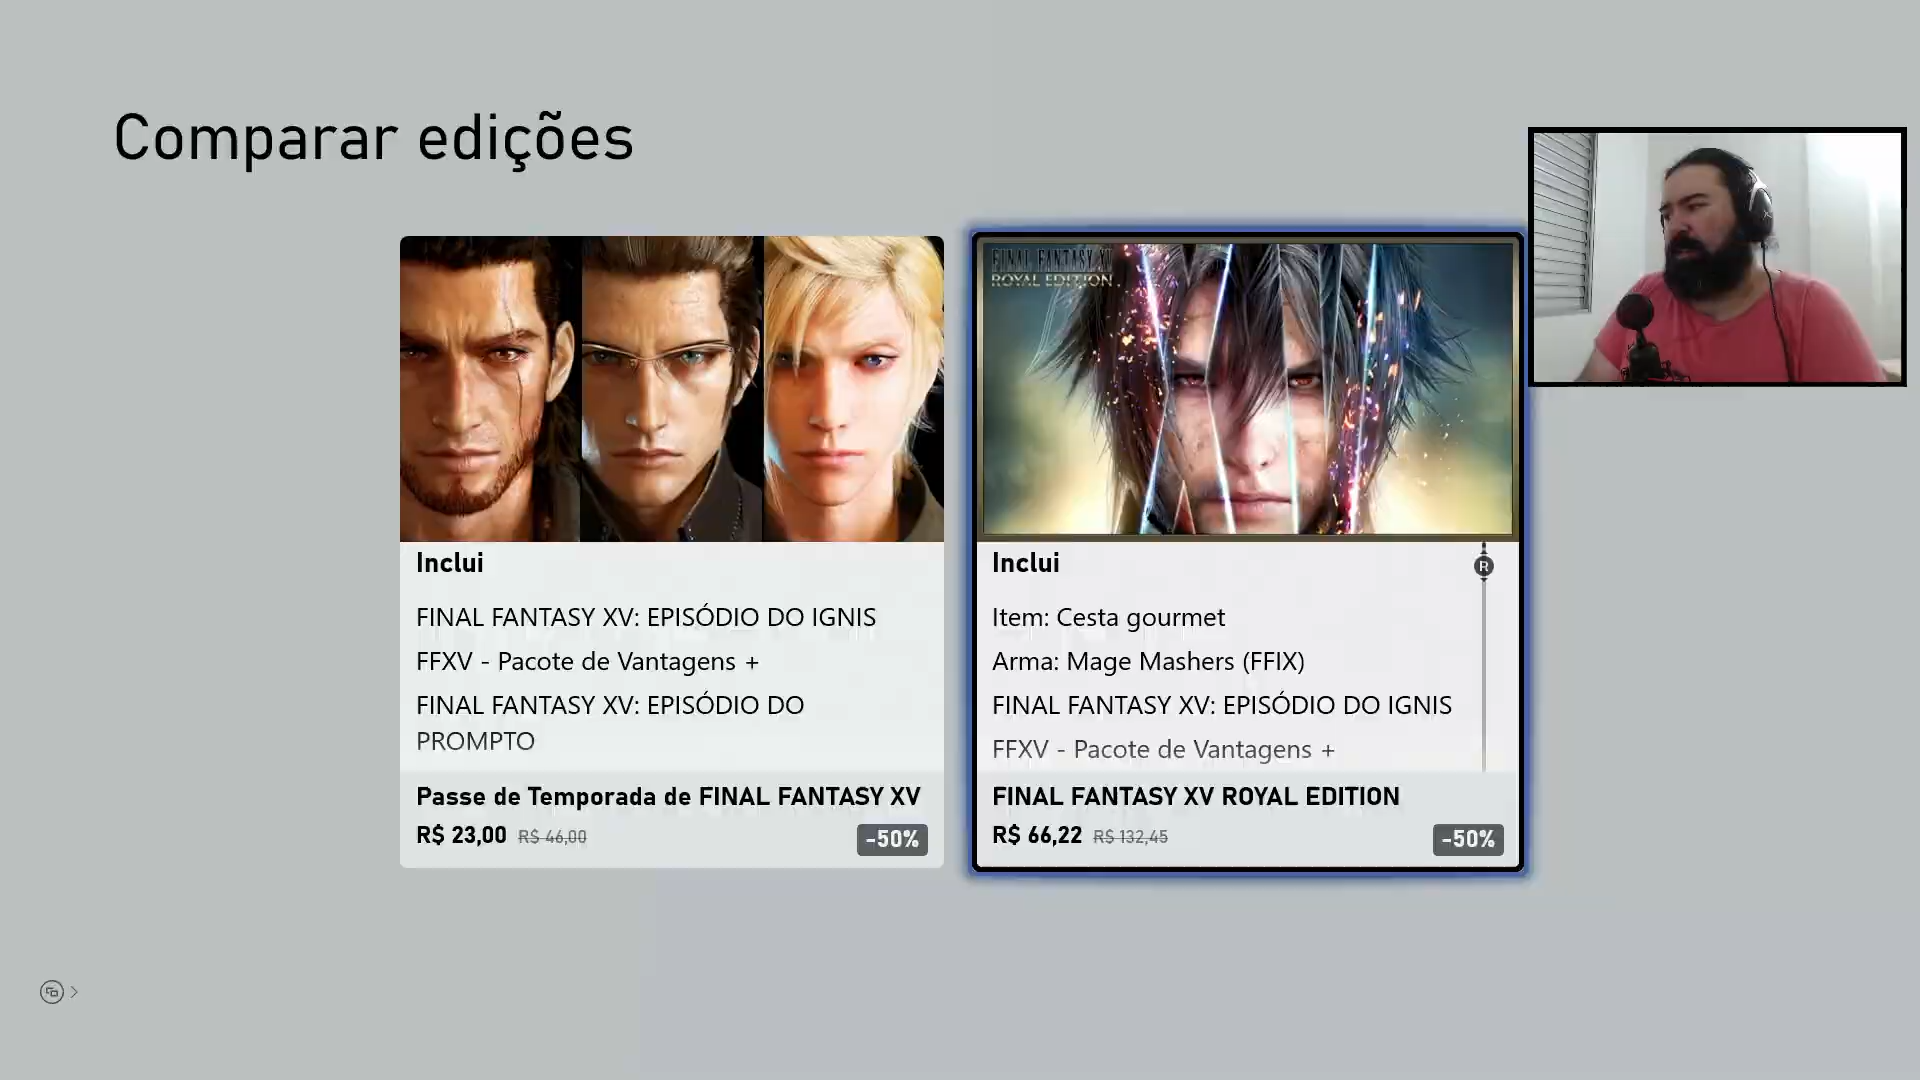 Comparar edições
FINAL FANTASY XV
ROYAL EDITION
Inclui
FINAL FANTASY XV: EPISÓDIO DO IGNIS
FFXV - Pacote de Vantagens +
FINAL FANTASY XV: EPISÓDIO DO
PROMPTO
Passe de Temporada de FINAL FANTASY XV
R$ 23,00 R$ 46,00
-50%
Inclui
R
Item: Cesta gourmet
Arma: Mage Mashers (FFIX)
FINAL FANTASY XV: EPISÓDIO DO IGNIS
FFXV - Pacote de Vantagens +
FINAL FANTASY XV ROYAL EDITION
R$ 66,22 R$ 132,45
-50%